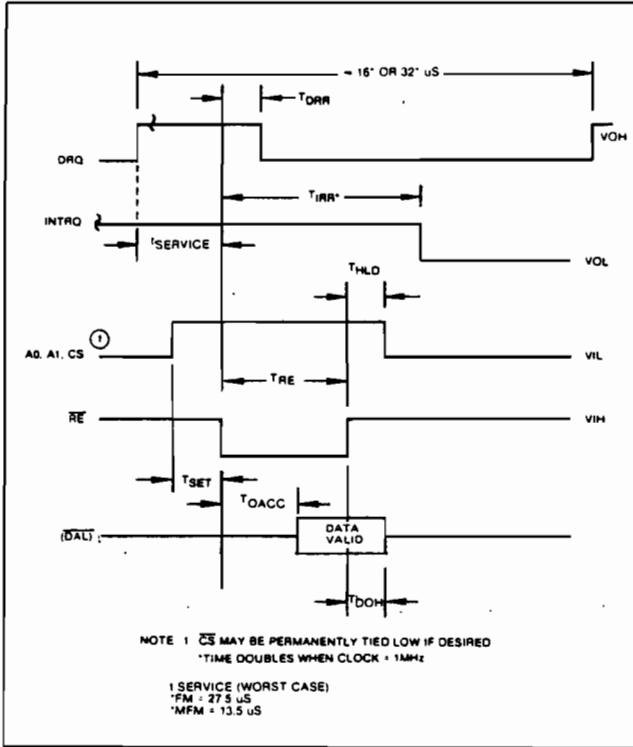 ≈ 16* OR 32* uS
TDRR
DRQ
VOH
TIRR*
INTRQ
tSERVICE
VOL
THLD
1
A0, A1, CS
VIL
TRE
RE
VIH
TSET
TDACC
DATA
VALID
(DAL)
TDOH
NOTE 1 CS MAY BE PERMANENTLY TIED LOW IF DESIRED
*TIME DOUBLES WHEN CLOCK = 1MHz
t SERVICE (WORST CASE)
*FM = 27 5 uS
*MFM = 13.5 uS